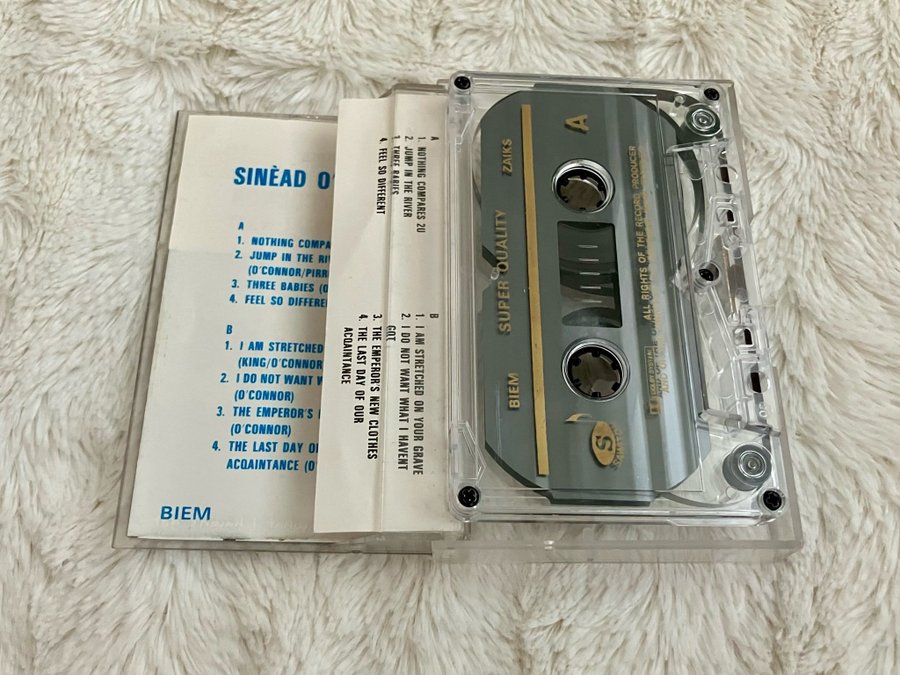 SINÈAD O'
A
1. NOTHING COMPA
2. JUMP IN THE RI
(O'CONNOR/PIRR
3. THREE BABIES (O
4. FEEL SO DIFFERE
B
1. I AM STRETCHED
(KING/O'CONNOR
2. I DO NOT WANT W
(O'CONNOR)
3. THE EMPEROR'S
(O'CONNOR)
4. THE LAST DAY OF
ACQAINTANCE (O
BIEM
A
1. NOTHING COMPARES 2U
2. JUMP IN THE RIVER
3. THREE BABIES
4. FEEL SO DIFFERENT
B
1. I AM STRETCHED ON YOUR GRAVE
2. I DO NOT WANT WHAT I HAVENT
GOT
3. THE EMPEROR'S NEW CLOTHES
4. THE LAST DAY OF OUR
ACQAINTANCE
A
ZAIKS
SUPER QUALITY
BIEM
S
ALL RIGHTS OF THE RECORD PRODUCER